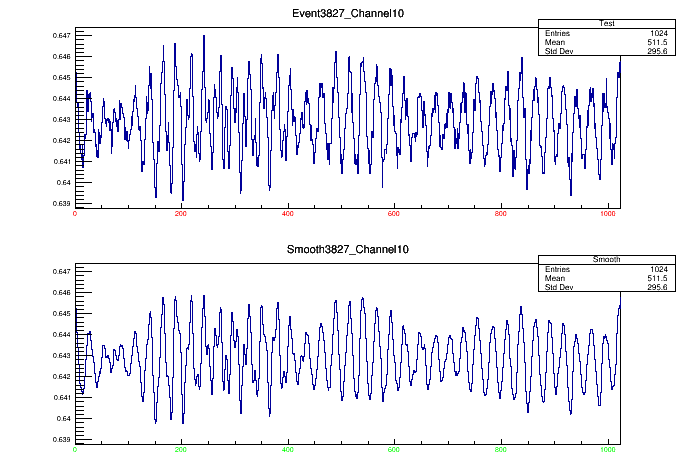 Event3827_Channel10
Test
Entries 1024
Mean 511.5
Std Dev 295.6
0.647
0.646
0.645
0.644
0.643
0.642
0.641
0.64
0.639
0 200 400 600 800 1000
Smooth3827_Channel10
Smooth
Entries 1024
Mean 511.5
Std Dev 295.6
0.647
0.646
0.645
0.644
0.643
0.642
0.641
0.64
0.639
0 200 400 600 800 1000